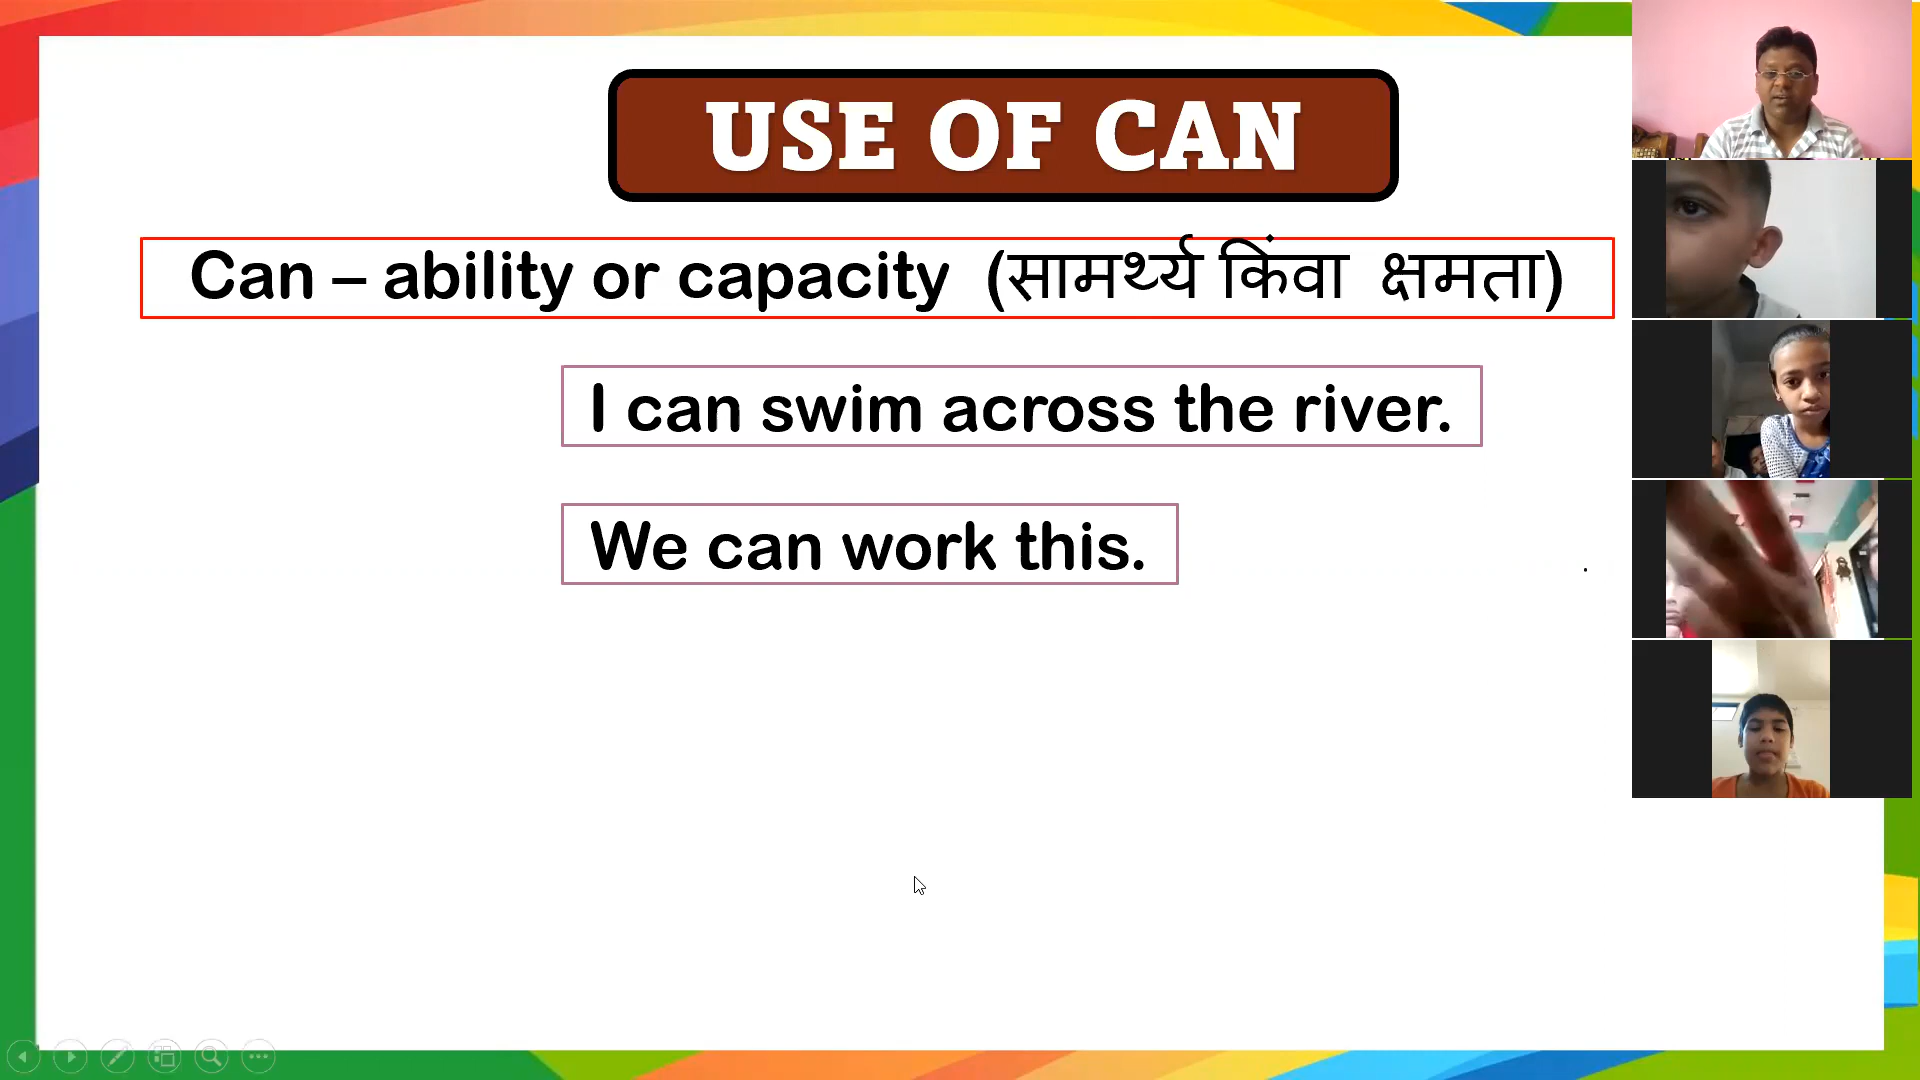 USE OF CAN
Can – ability or capacity (सामर्थ्य किंवा क्षमता)
I can swim across the river.
We can work this.